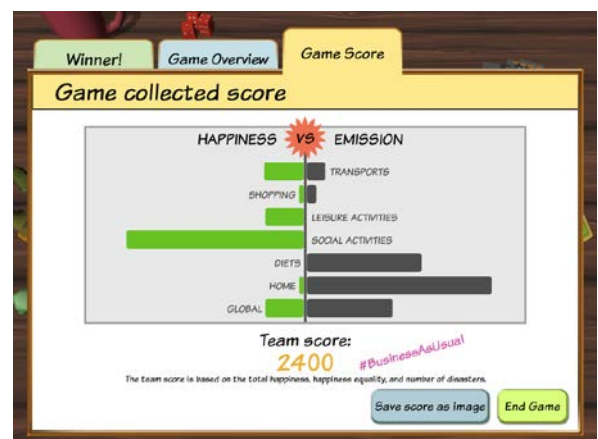 Winner!
Game Overview
Game Score
Game collected score
HAPPINESS VS EMISSION
TRANSPORTS
SHOPPING
LEISURE ACTIVITIES
SOCIAL ACTIVITIES
DIETS
HOME
GLOBAL
Team score:
2400
#BusinessAsUsual
The team score is based on the total happiness, happiness equality, and number of disasters.
Save score as image
End Game